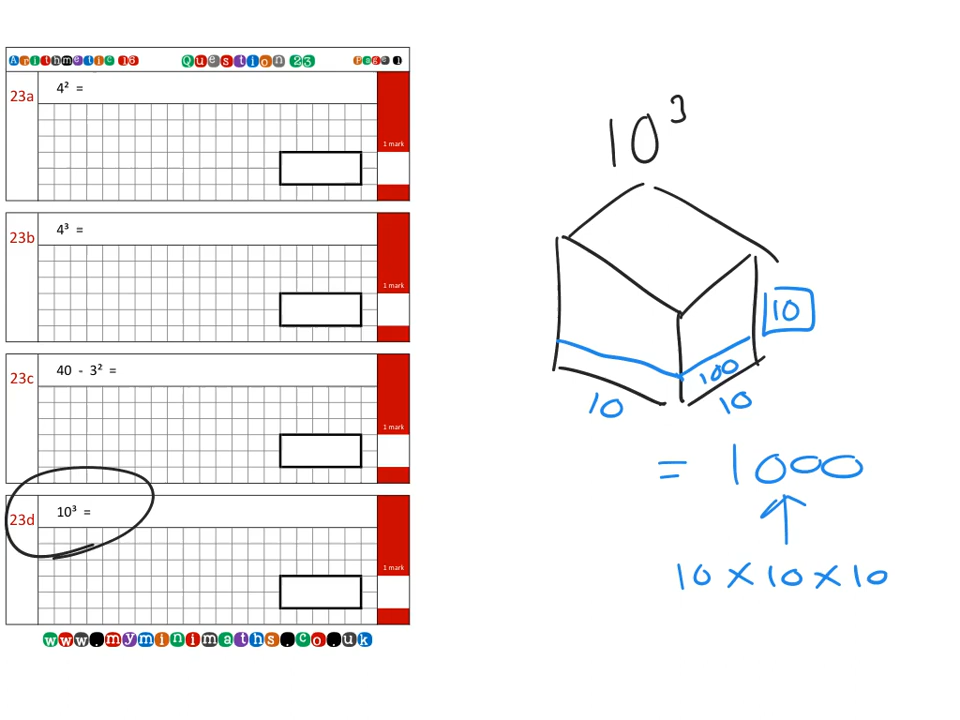 Arithmetic 18 Question 23 Page 1
23a 4² =
1 mark
23b 4³ =
1 mark
23c 40 - 3² =
1 mark
23d 10³ =
1 mark
www.myminimaths.co.uk
10³
10
100
10
10
= 1000
10 × 10 × 10